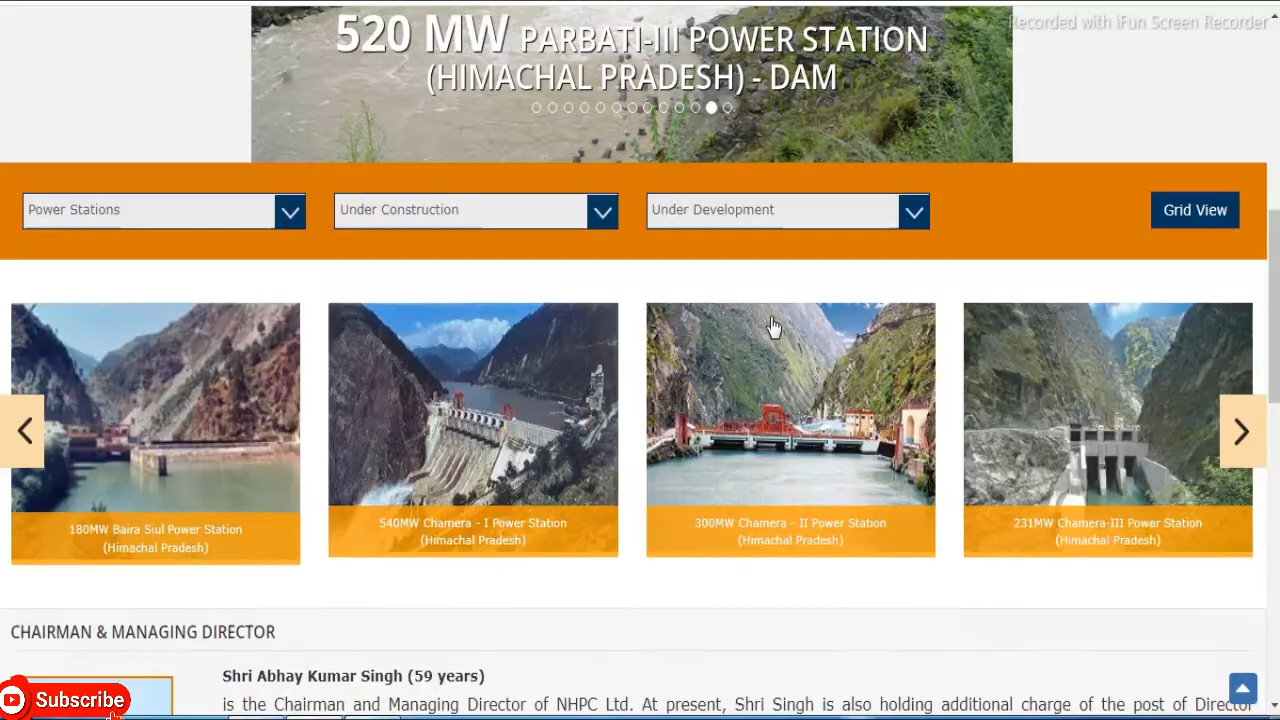 Recorded with iFun Screen Recorder
520 MW PARBATI-III POWER STATION
(HIMACHAL PRADESH) - DAM
Power Stations
Under Construction
Under Development
Grid View
180MW Baira Siul Power Station
(Himachal Pradesh)
540MW Chamera - I Power Station
(Himachal Pradesh)
300MW Chamera - II Power Station
(Himachal Pradesh)
231MW Chamera-III Power Station
(Himachal Pradesh)
CHAIRMAN & MANAGING DIRECTOR
Shri Abhay Kumar Singh (59 years)
is the Chairman and Managing Director of NHPC Ltd. At present, Shri Singh is also holding additional charge of the post of Director
Subscribe